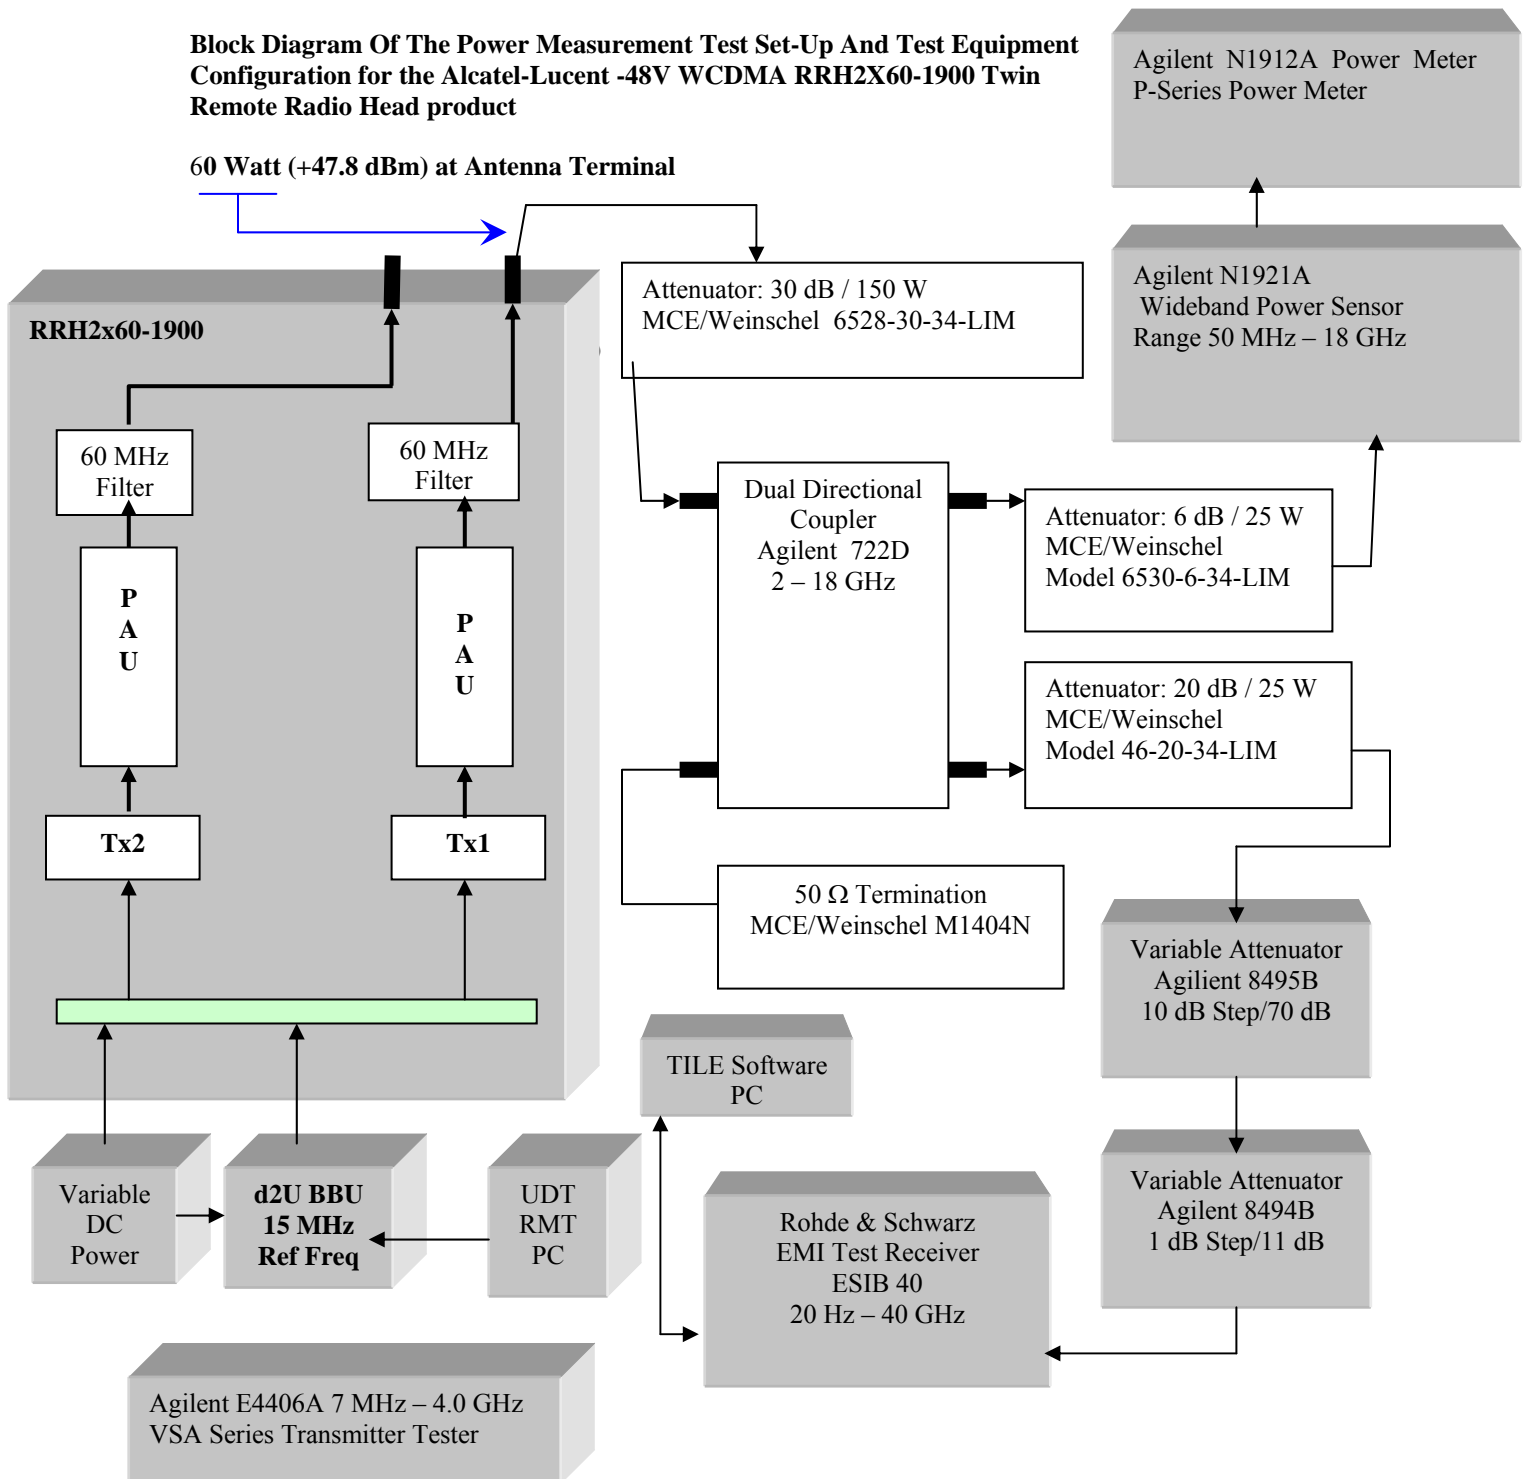 Block Diagram Of The Power Measurement Test Set-Up And Test Equipment
Configuration for the Alcatel-Lucent -48V WCDMA RRH2X60-1900 Twin
Remote Radio Head product
60 Watt (+47.8 dBm) at Antenna Terminal
Agilent N1912A Power Meter
P-Series Power Meter
Agilent N1921A
Wideband Power Sensor
Range 50 MHz – 18 GHz
Attenuator: 30 dB / 150 W
MCE/Weinschel 6528-30-34-LIM
RRH2x60-1900
60 MHz
Filter
60 MHz
Filter
P
A
U
P
A
U
Tx2
Tx1
Dual Directional
Coupler
Agilent 722D
2 – 18 GHz
Attenuator: 6 dB / 25 W
MCE/Weinschel
Model 6530-6-34-LIM
Attenuator: 20 dB / 25 W
MCE/Weinschel
Model 46-20-34-LIM
50 Ω Termination
MCE/Weinschel M1404N
Variable Attenuator
Agilient 8495B
10 dB Step/70 dB
TILE Software
PC
Variable
DC
Power
d2U BBU
15 MHz
Ref Freq
UDT
RMT
PC
Rohde & Schwarz
EMI Test Receiver
ESIB 40
20 Hz – 40 GHz
Variable Attenuator
Agilent 8494B
1 dB Step/11 dB
Agilent E4406A 7 MHz – 4.0 GHz
VSA Series Transmitter Tester